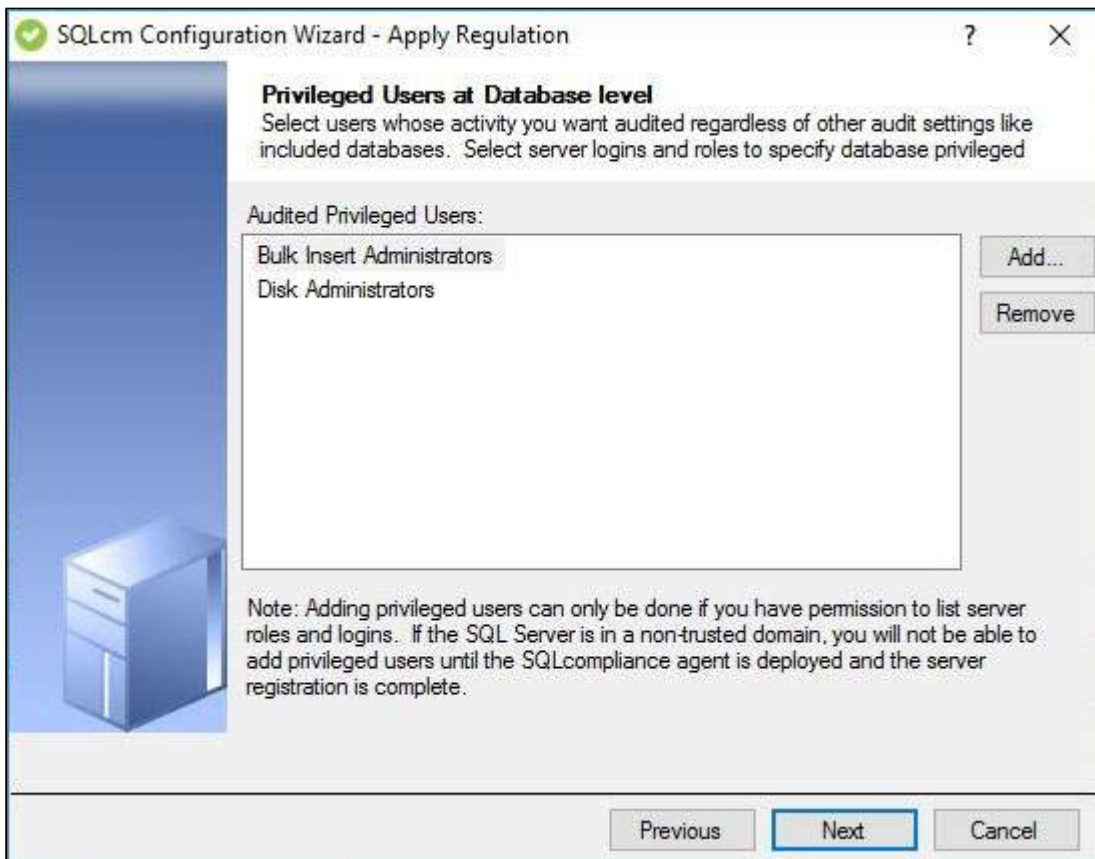 SQLcm Configuration Wizard - Apply Regulation
?
Privileged Users at Database level
Select users whose activity you want audited regardless of other audit settings like
included databases. Select server logins and roles to specify database privileged
Audited Privileged Users:
Bulk Insert Administrators
Add...
Disk Administrators
Remove
Note: Adding privileged users can only be done if you have permission to list server
roles and logins. If the SQL Server is in a non-trusted domain, you will not be able to
add privileged users until the SQLcompliance agent is deployed and the server
registration is complete.
Previous
Next
Cancel